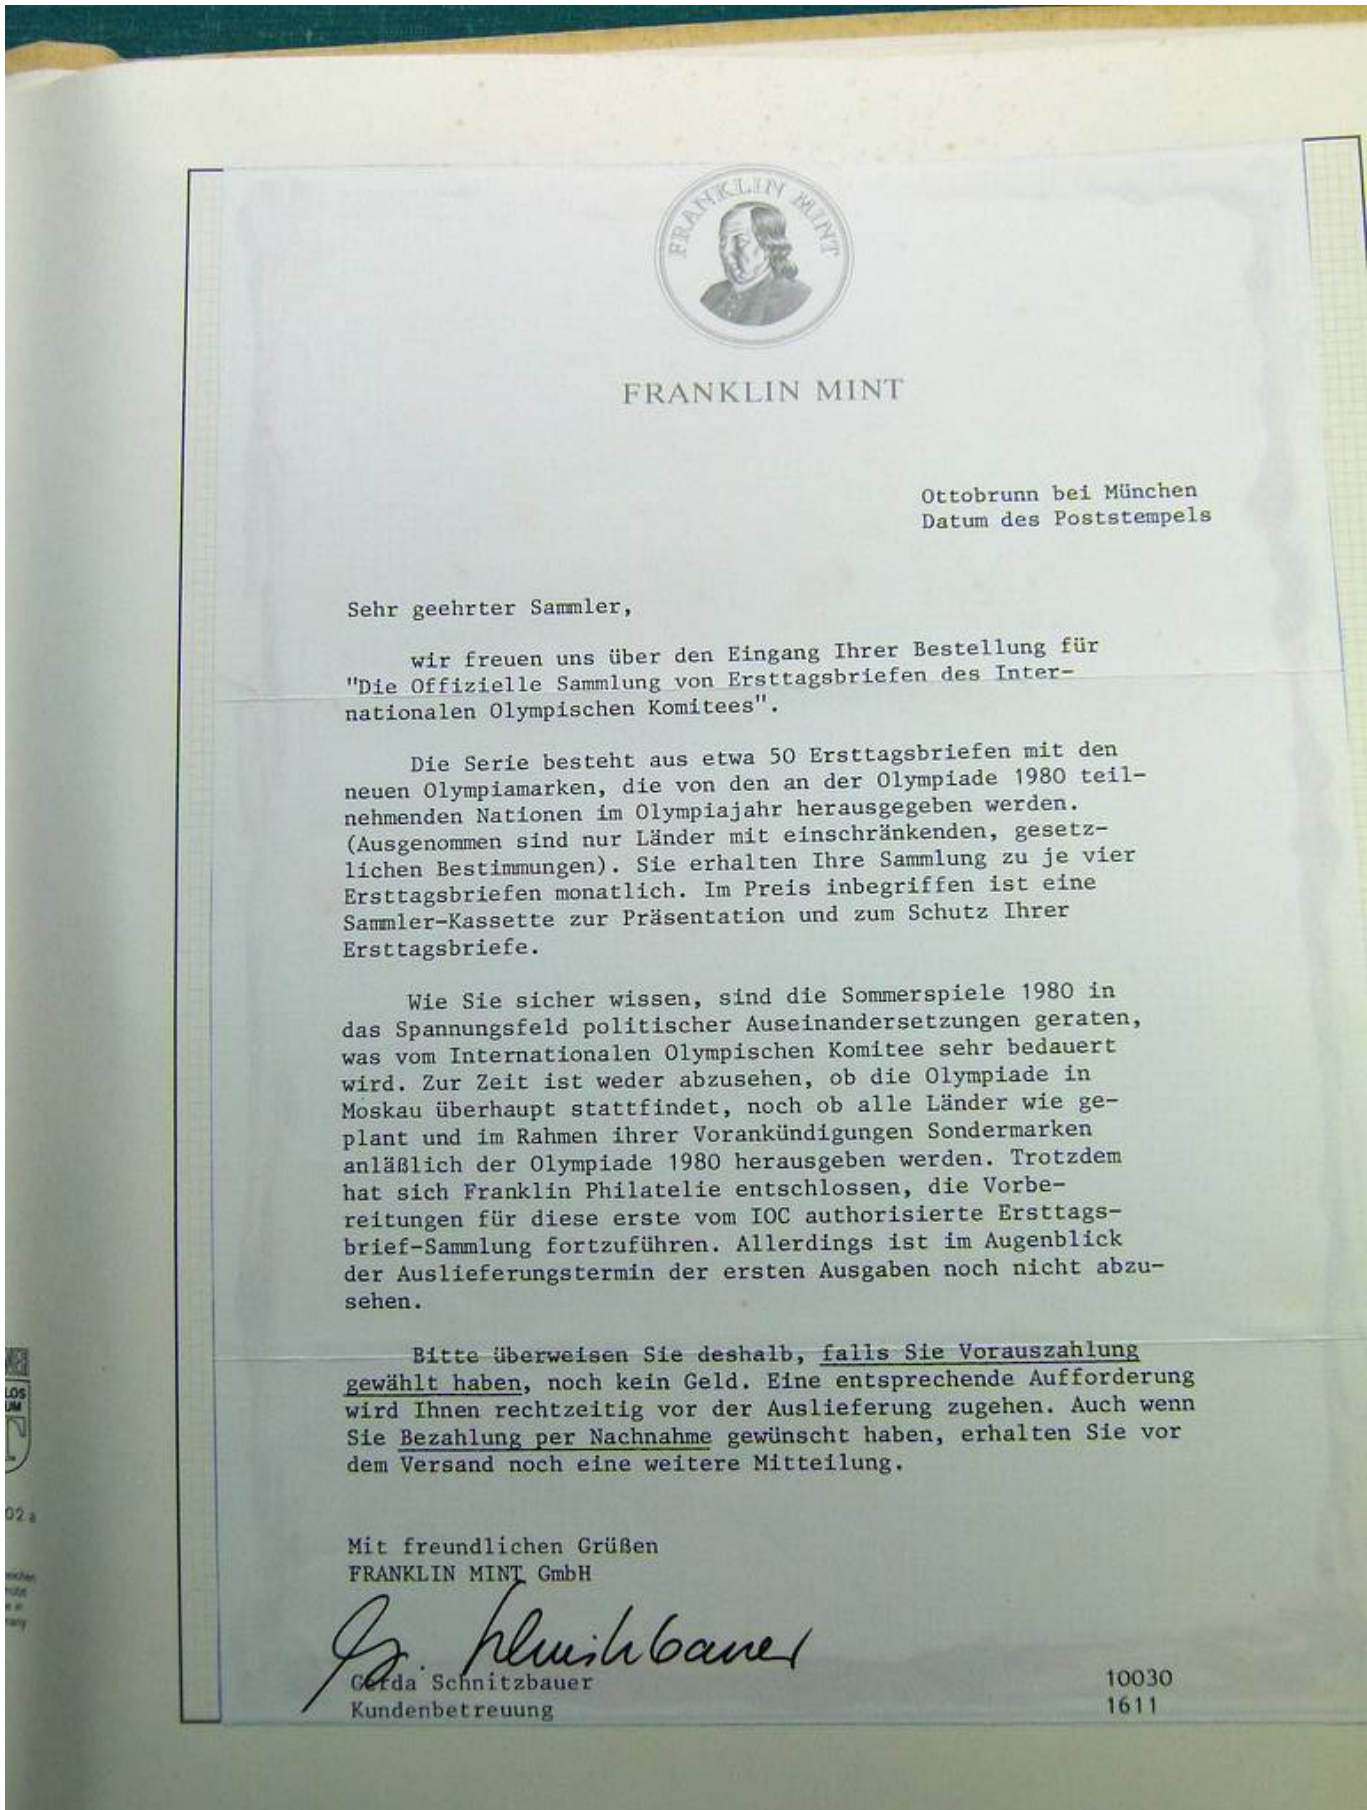 FRANKLIN MINT
FRANKLIN MINT
Ottobrunn bei München
Datum des Poststempels
Sehr geehrter Sammler,
wir freuen uns über den Eingang Ihrer Bestellung für
"Die Offizielle Sammlung von Ersttagsbriefen des Inter-
nationalen Olympischen Komitees".
Die Serie besteht aus etwa 50 Ersttagsbriefen mit den
neuen Olympiamarken, die von den an der Olympiade 1980 teil-
nehmenden Nationen im Olympiajahr herausgegeben werden.
(Ausgenommen sind nur Länder mit einschränkenden, gesetz-
lichen Bestimmungen). Sie erhalten Ihre Sammlung zu je vier
Ersttagsbriefen monatlich. Im Preis inbegriffen ist eine
Sammler-Kassette zur Präsentation und zum Schutz Ihrer
Ersttagsbriefe.
Wie Sie sicher wissen, sind die Sommerspiele 1980 in
das Spannungsfeld politischer Auseinandersetzungen geraten,
was vom Internationalen Olympischen Komitee sehr bedauert
wird. Zur Zeit ist weder abzusehen, ob die Olympiade in
Moskau überhaupt stattfindet, noch ob alle Länder wie ge-
plant und im Rahmen ihrer Vorankündigungen Sondermarken
anläßlich der Olympiade 1980 herausgeben werden. Trotzdem
hat sich Franklin Philatelie entschlossen, die Vorbe-
reitungen für diese erste vom IOC authorisierte Ersttags-
brief-Sammlung fortzuführen. Allerdings ist im Augenblick
der Auslieferungstermin der ersten Ausgaben noch nicht abzu-
sehen.
Bitte überweisen Sie deshalb, falls Sie Vorauszahlung
gewählt haben, noch kein Geld. Eine entsprechende Aufforderung
wird Ihnen rechtzeitig vor der Auslieferung zugehen. Auch wenn
Sie Bezahlung per Nachnahme gewünscht haben, erhalten Sie vor
dem Versand noch eine weitere Mitteilung.
Mit freundlichen Grüßen
FRANKLIN MINT GmbH
Gerda Schnitzbauer
Kundenbetreuung
10030
1611
02 a